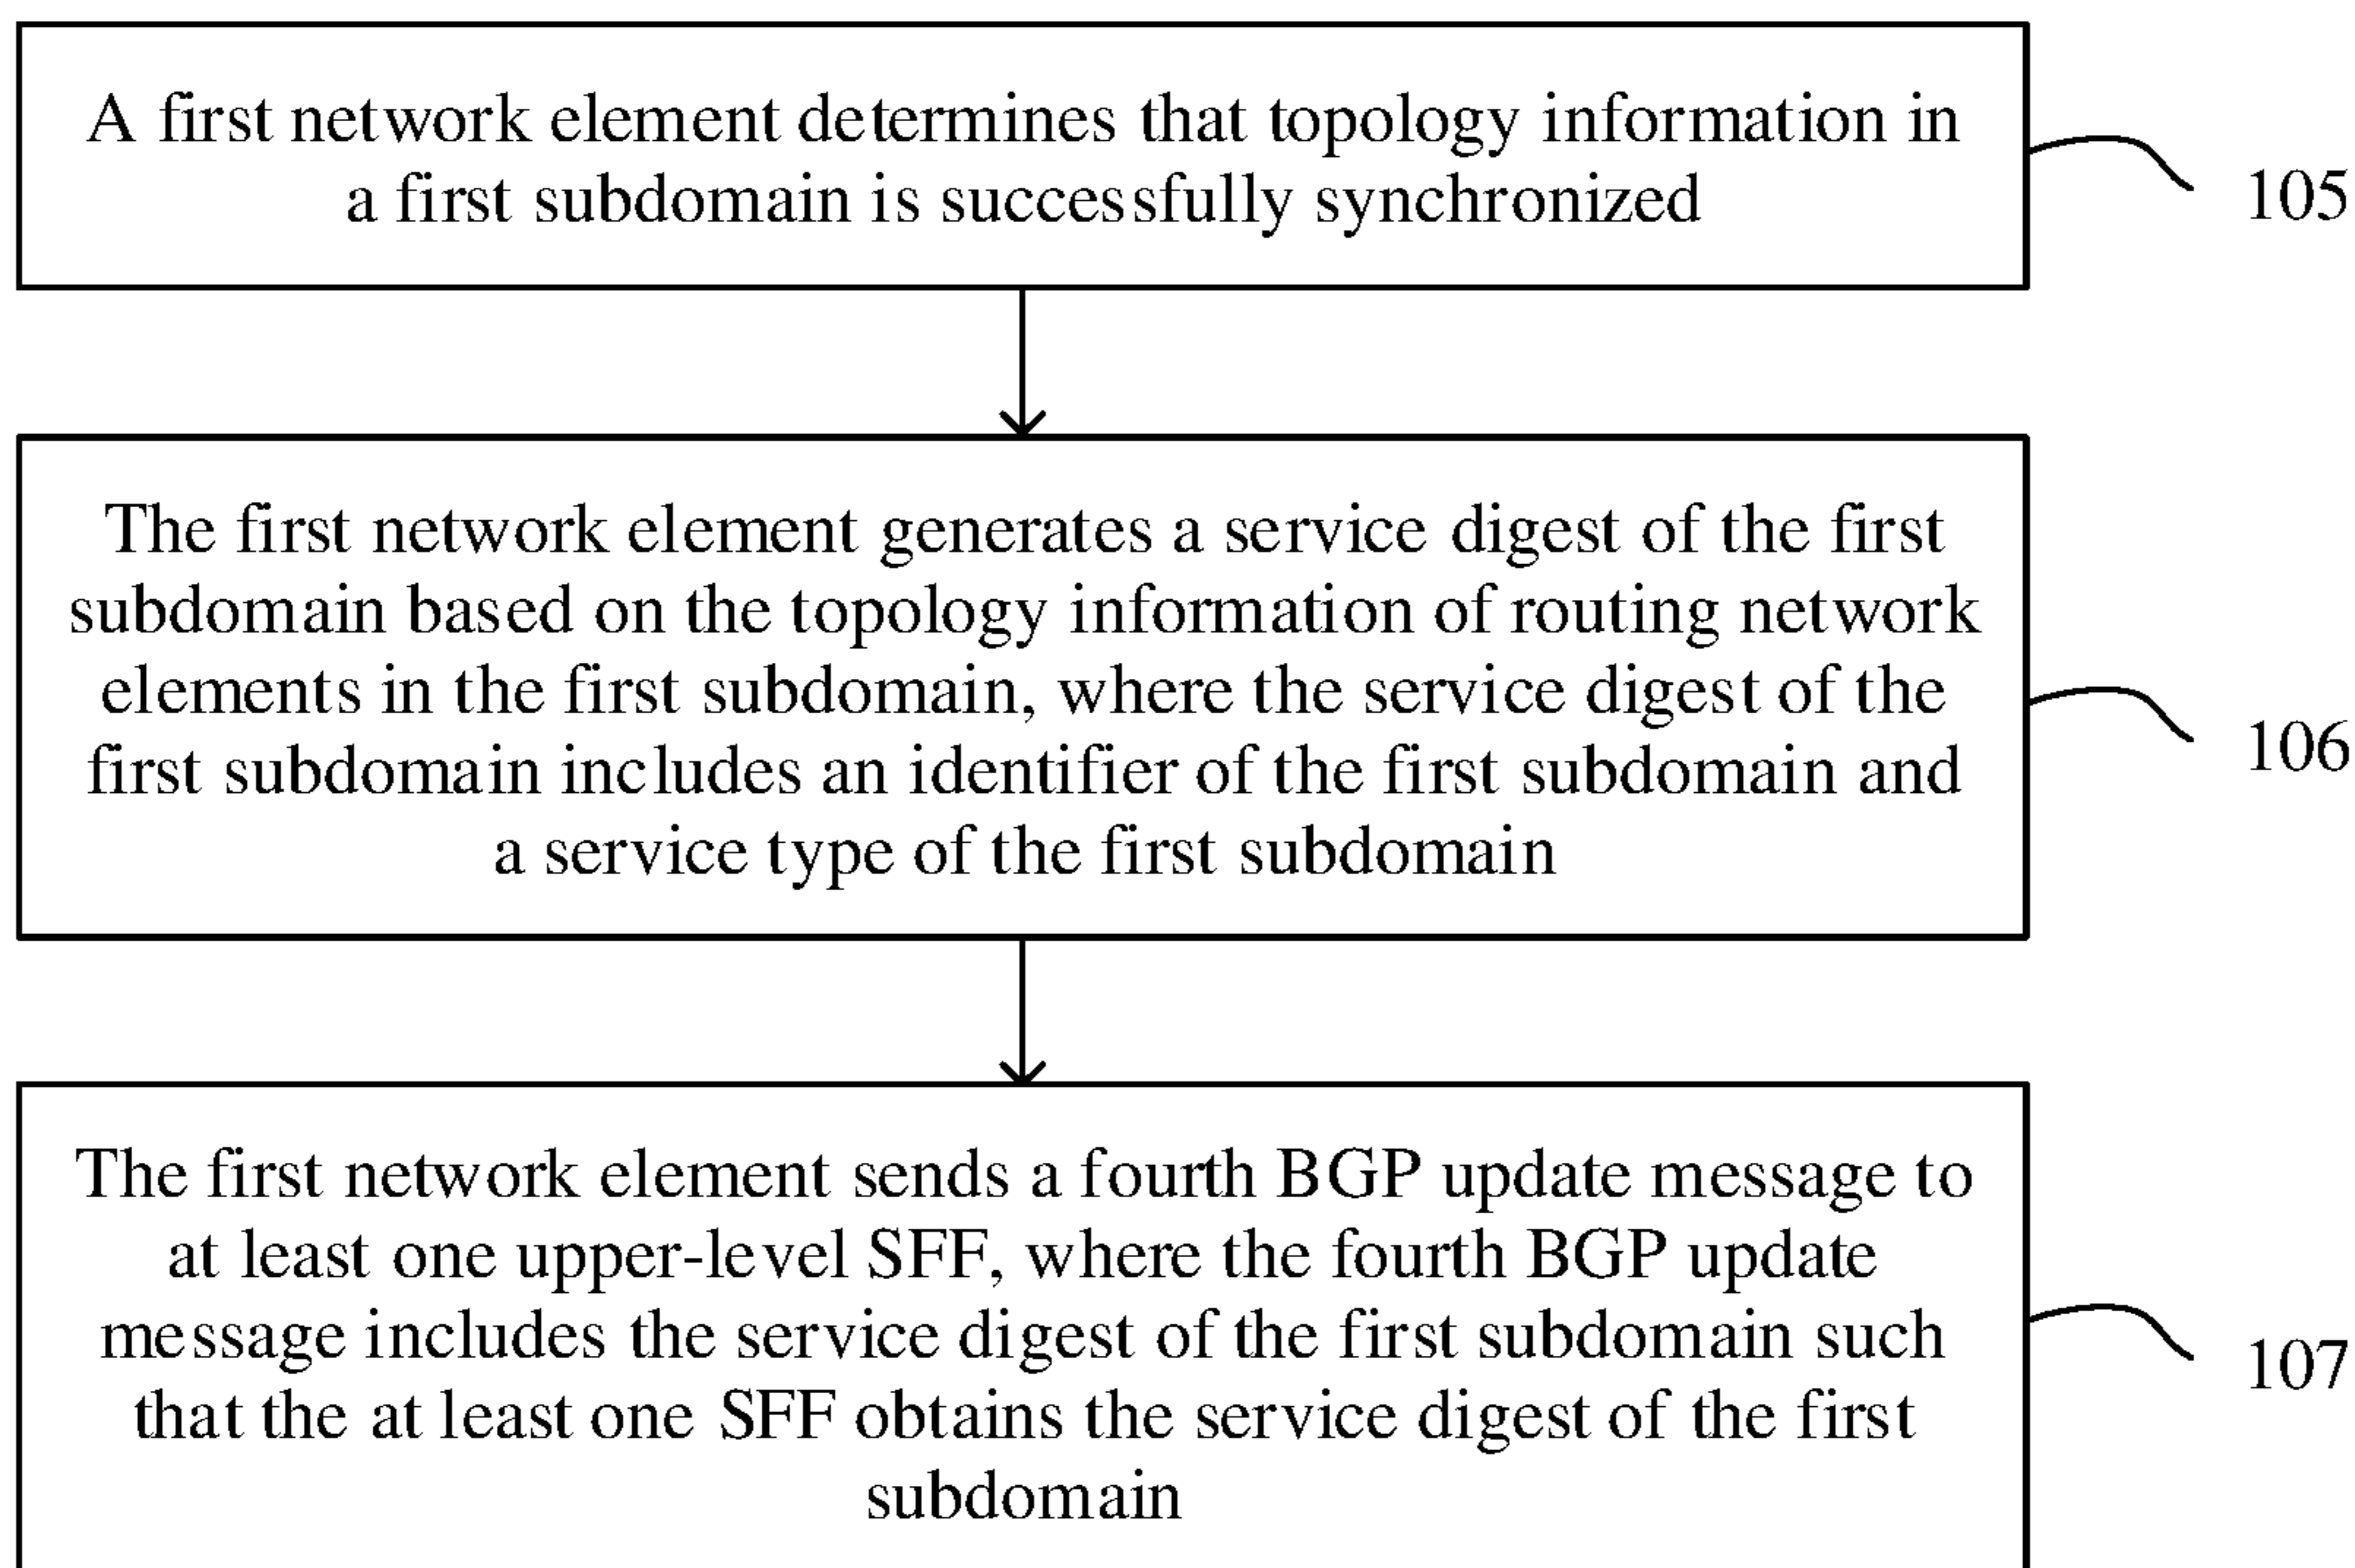 A first network element determines that topology information in
a first subdomain is successfully synchronized
105
The first network element generates a service digest of the first
subdomain based on the topology information of routing network
elements in the first subdomain, where the service digest of the
first subdomain includes an identifier of the first subdomain and
a service type of the first subdomain
106
The first network element sends a fourth BGP update message to
at least one upper-level SFF, where the fourth BGP update
message includes the service digest of the first subdomain such
that the at least one SFF obtains the service digest of the first
subdomain
107